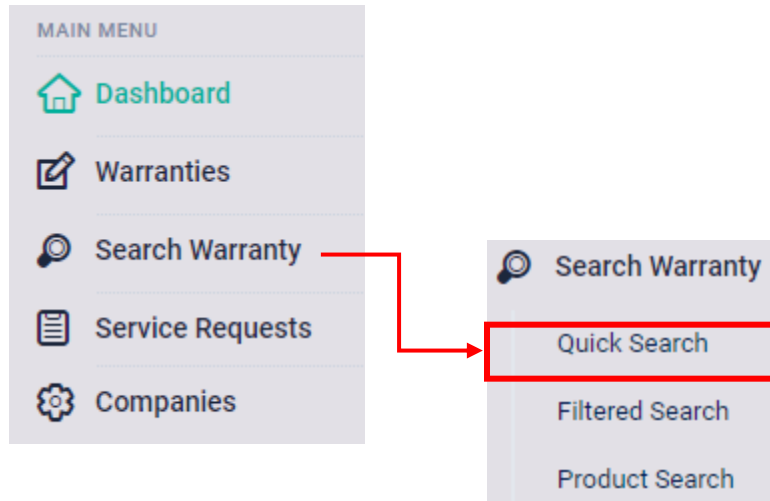 MAIN MENU
Dashboard
Warranties
Search Warranty
Service Requests
Companies
Search Warranty
Quick Search
Filtered Search
Product Search